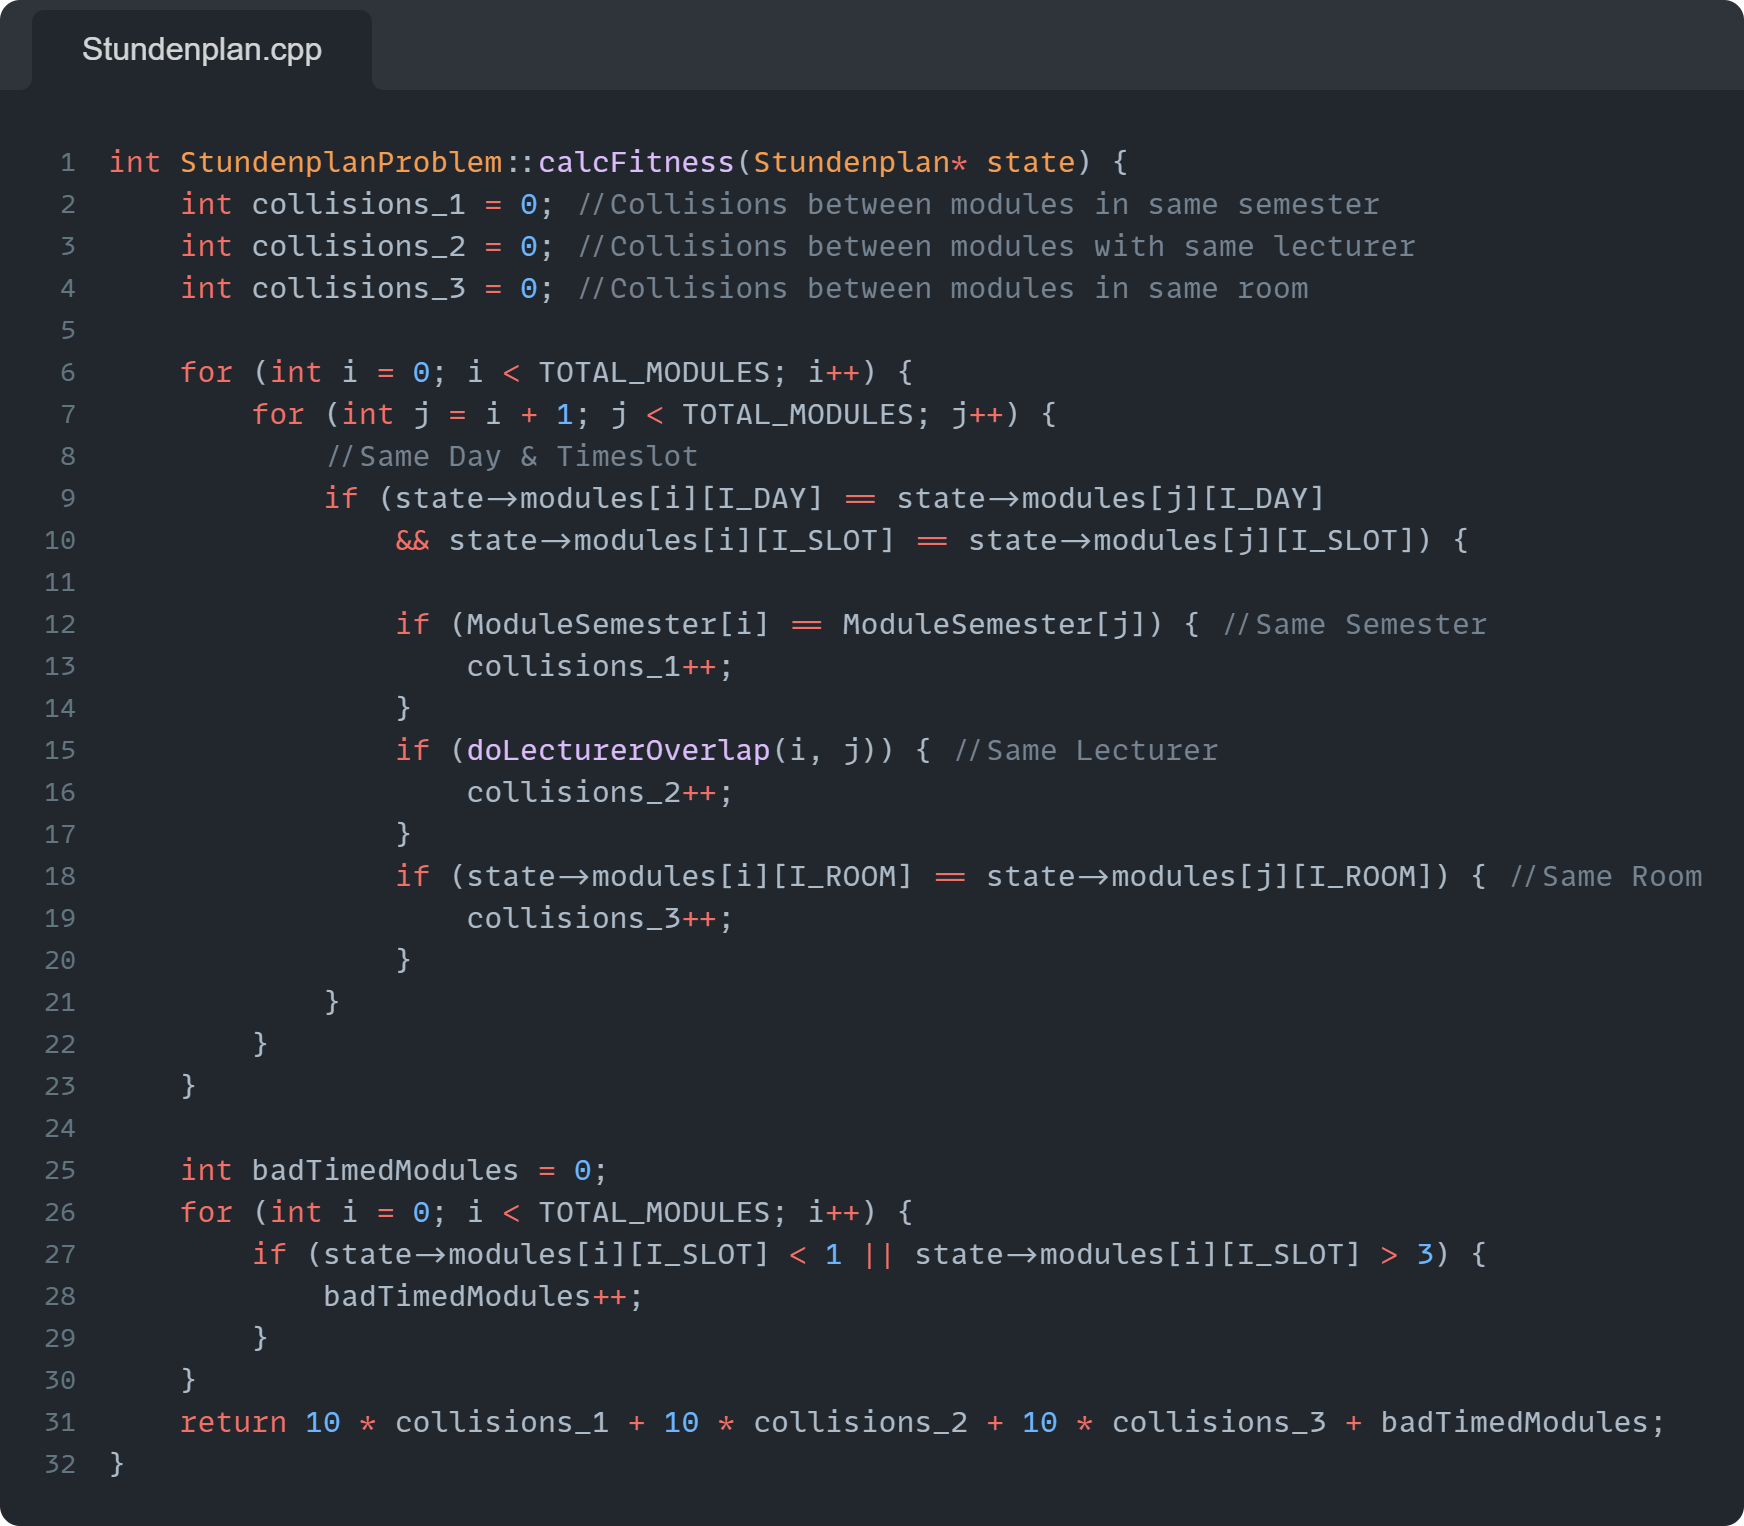 Stundenplan.cpp
1 int StundenplanProblem::calcFitness(Stundenplan* state) {
2     int collisions_1 = 0; //Collisions between modules in same semester
3     int collisions_2 = 0; //Collisions between modules with same lecturer
4     int collisions_3 = 0; //Collisions between modules in same room
5
6     for (int i = 0; i < TOTAL_MODULES; i++) {
7         for (int j = i + 1; j < TOTAL_MODULES; j++) {
8             //Same Day & Timeslot
9             if (state->modules[i][I_DAY] == state->modules[j][I_DAY]
10                 && state->modules[i][I_SLOT] == state->modules[j][I_SLOT]) {
11
12                 if (ModuleSemester[i] == ModuleSemester[j]) { //Same Semester
13                     collisions_1++;
14                 }
15                 if (doLecturerOverlap(i, j)) { //Same Lecturer
16                     collisions_2++;
17                 }
18                 if (state->modules[i][I_ROOM] == state->modules[j][I_ROOM]) { //Same Room
19                     collisions_3++;
20                 }
21             }
22         }
23     }
24
25     int badTimedModules = 0;
26     for (int i = 0; i < TOTAL_MODULES; i++) {
27         if (state->modules[i][I_SLOT] < 1 || state->modules[i][I_SLOT] > 3) {
28             badTimedModules++;
29         }
30     }
31     return 10 * collisions_1 + 10 * collisions_2 + 10 * collisions_3 + badTimedModules;
32 }